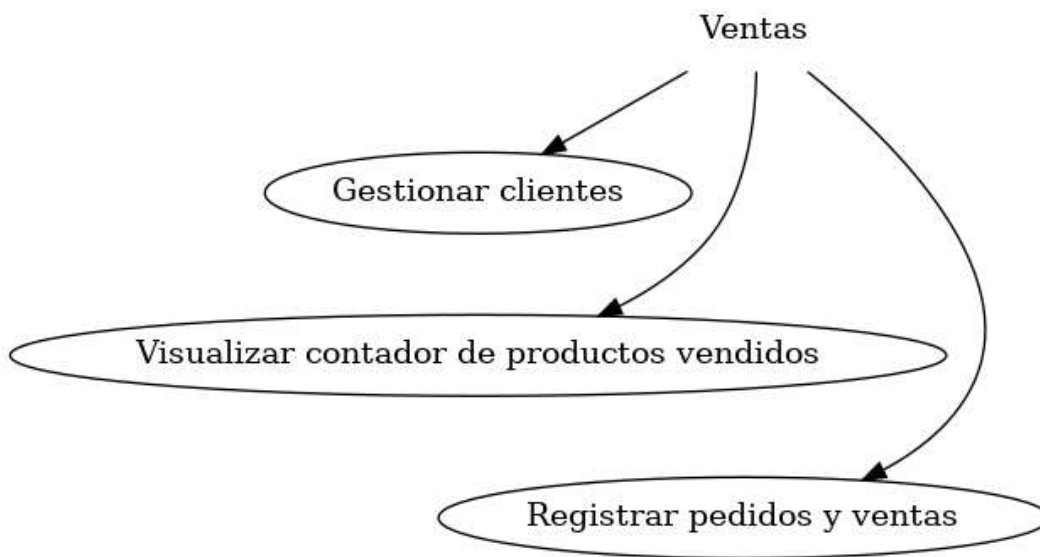 Ventas
Gestionar clientes
Visualizar contador de productos vendidos
Registrar pedidos y ventas